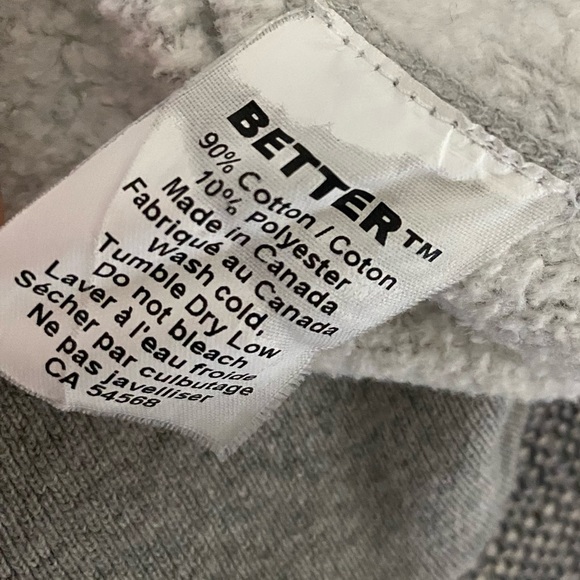 BETTER™
90% Cotton / Coton
10% Polyester
Made in Canada
Fabriqué au Canada
Wash cold,
Tumble Dry Low
Do not bleach
Laver à l'eau froide
Sécher par culbutage
Ne pas javelliser
CA 54568